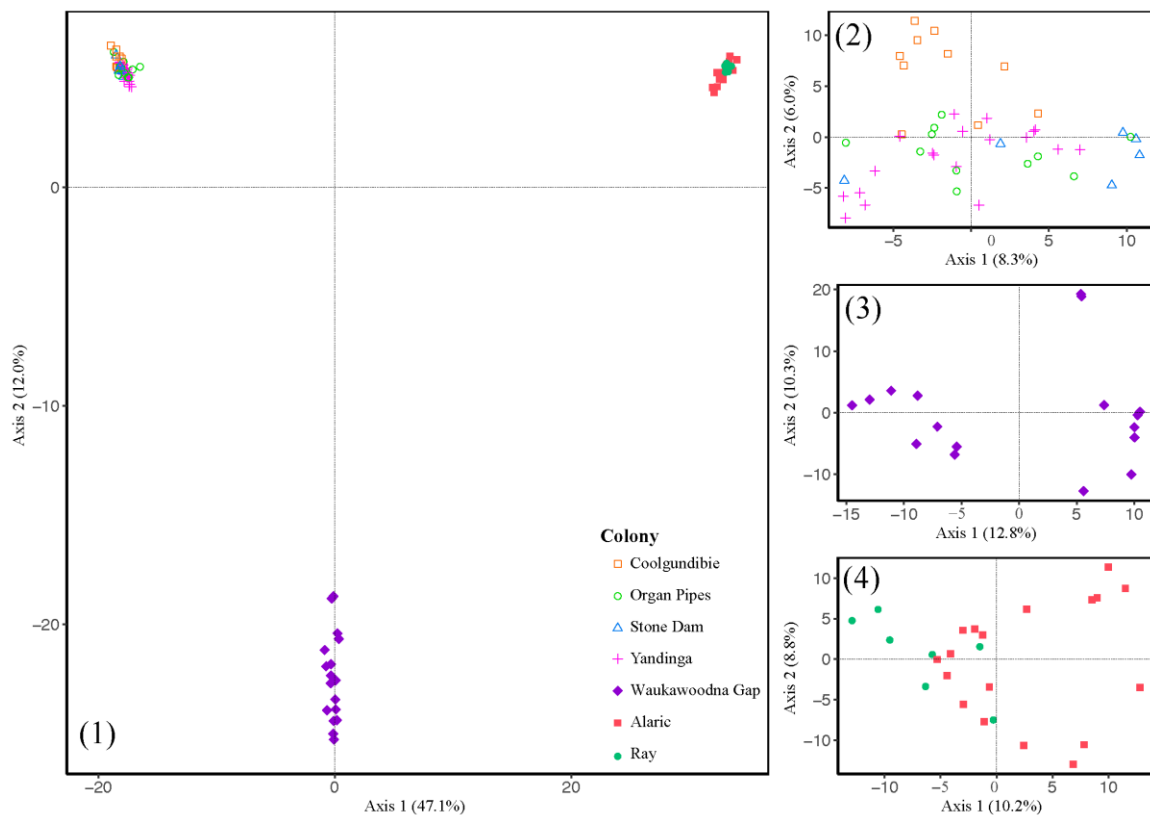 (1)
0
−10
−20
Axis 2 (12.0%)
−20
0
20
Axis 1 (47.1%)
Colony
Coolgundibie
Organ Pipes
Stone Dam
Yandinga
Waukawoodna Gap
Alaric
Ray
(2)
10
5
0
−5
Axis 2 (6.0%)
−5
0
5
10
Axis 1 (8.3%)
(3)
20
10
0
−10
Axis 2 (10.3%)
−15
−10
−5
0
5
10
Axis 1 (12.8%)
(4)
10
5
0
−5
−10
Axis 2 (8.8%)
−10
−5
0
5
10
Axis 1 (10.2%)